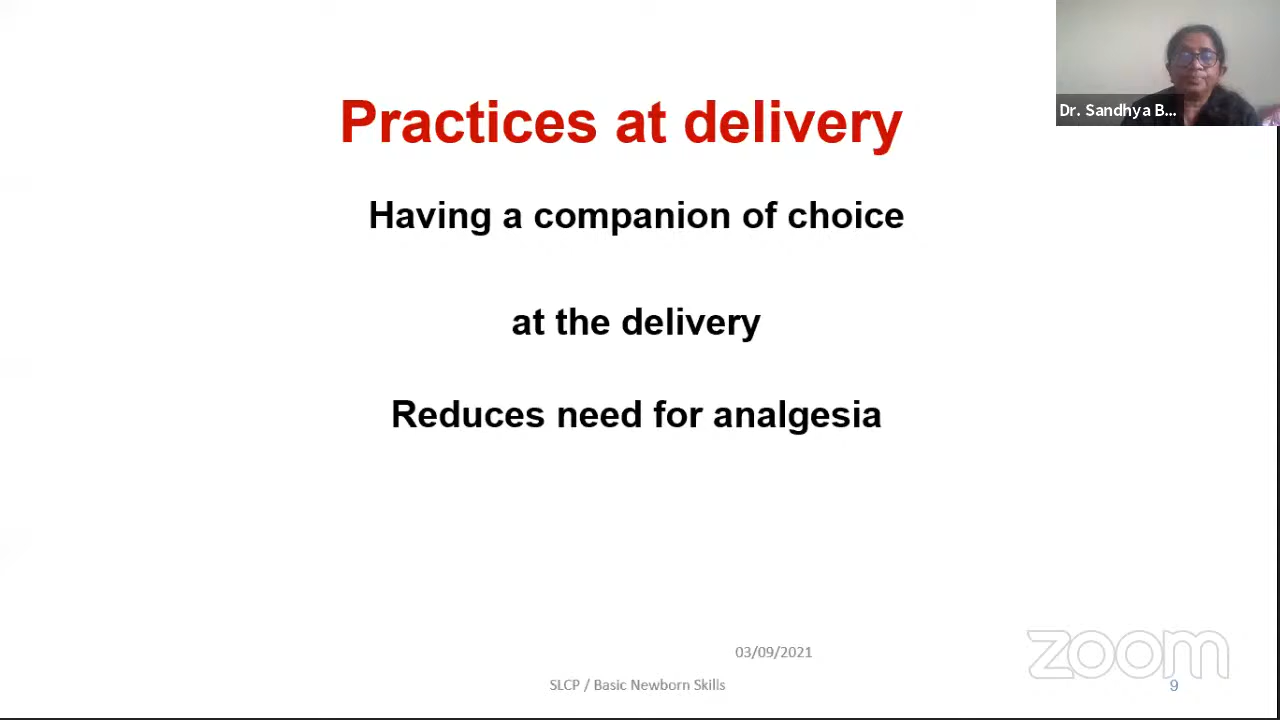 Dr. Sandhya B...
Practices at delivery
Having a companion of choice
at the delivery
Reduces need for analgesia
03/09/2021
SLCP / Basic Newborn Skills
9
zoom